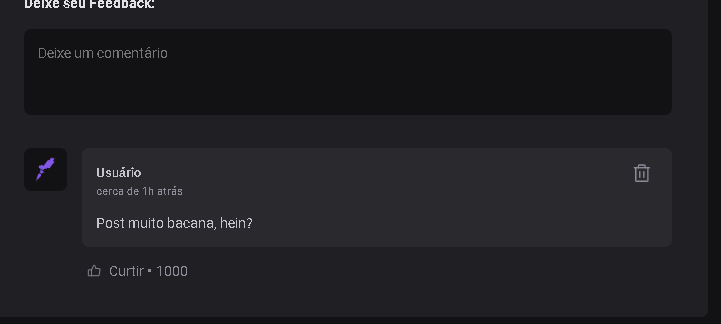 Deixe seu Feedback:
Deixe um comentário
Usuário
cerca de 1h atrás
Post muito bacana, hein?
Curtir • 1000